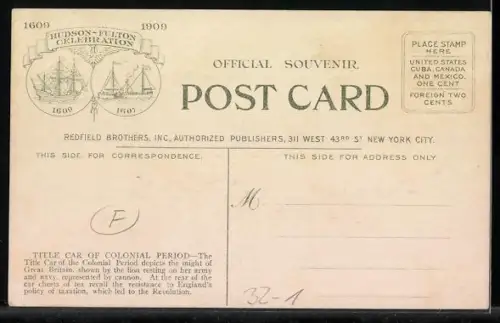 1609 1909
HUDSON-FULTON
CELEBRATION
1609 1807
OFFICIAL SOUVENIR
POST CARD
PLACE STAMP
HERE
UNITED STATES
CUBA, CANADA
AND MEXICO,
ONE CENT
FOREIGN TWO
CENTS
REDFIELD BROTHERS, INC, AUTHORIZED PUBLISHERS, 311 WEST 43RD ST NEW YORK CITY.
THIS SIDE FOR CORRESPONDENCE. THIS SIDE FOR ADDRESS ONLY
M
F
TITLE CAR OF COLONIAL PERIOD—The
Title Car of the Colonial Period depicts the might of
Great Britain, shown by the lion resting on her army
and navy, represented by cannon. At the rear of the
car chests of tea recall the resistance to England's
policy of taxation, which led to the Revolution.
32-1